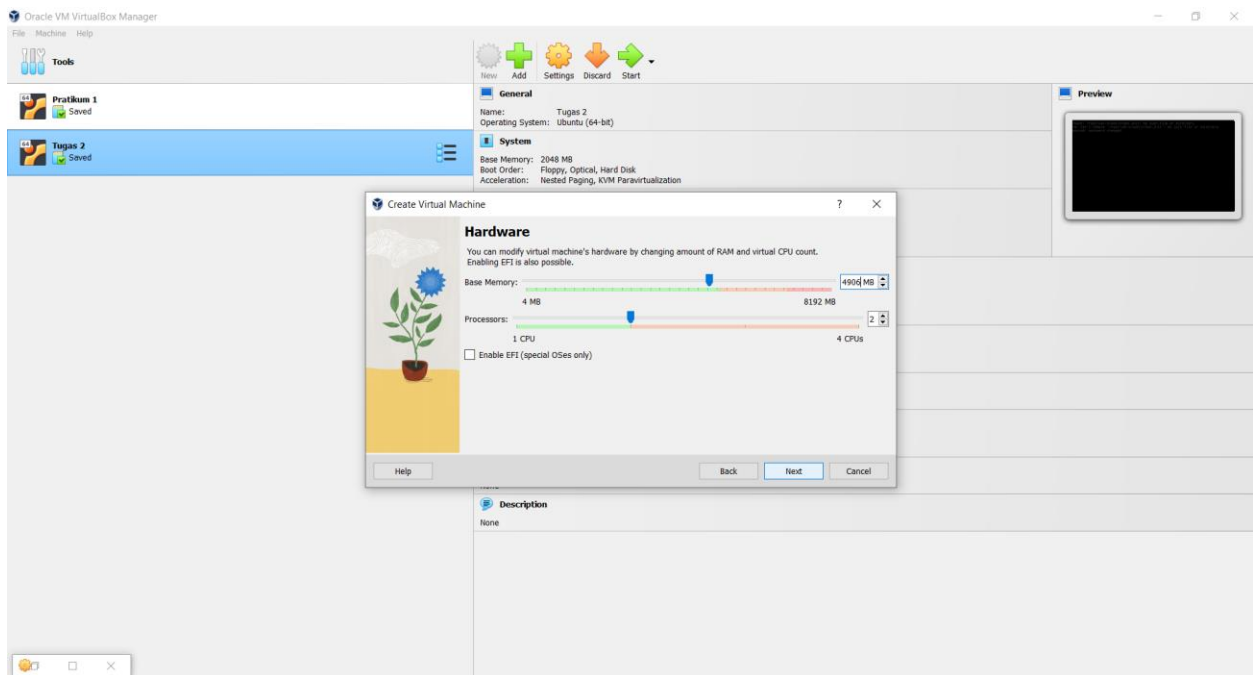 Oracle VM VirtualBox Manager
File Machine Help
Tools
New Add Settings Discard Start
64
Pratikum 1
Saved
64
Tugas 2
Saved
General
Name: Tugas 2
Operating System: Ubuntu (64-bit)
System
Base Memory: 2048 MB
Boot Order: Floppy, Optical, Hard Disk
Acceleration: Nested Paging, KVM Paravirtualization
Preview
Create Virtual Machine
?
Hardware
You can modify virtual machine's hardware by changing amount of RAM and virtual CPU count.
Enabling EFI is also possible.
Base Memory: 4906 MB
4 MB 8192 MB
Processors: 2
1 CPU 4 CPUs
Enable EFI (special OSes only)
Help Back Next Cancel
Description
None